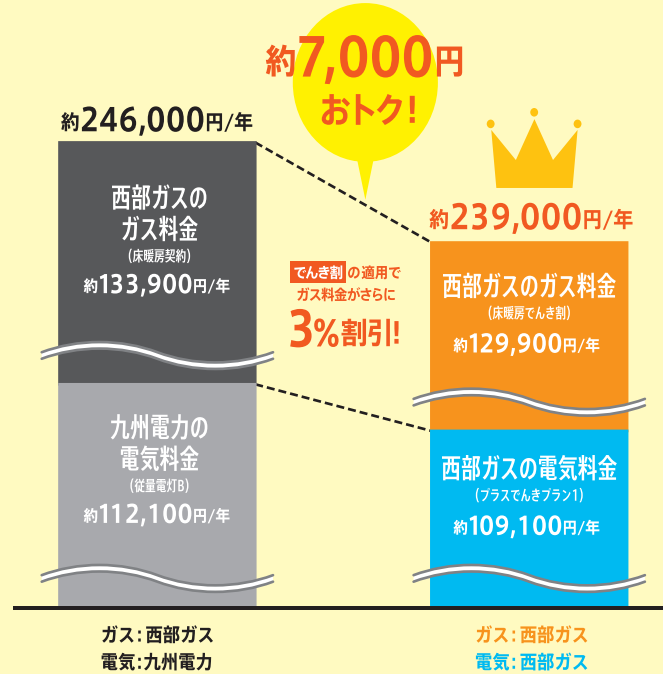 約7,000円
おトク!
約246,000円/年
西部ガスの
ガス料金
(床暖房契約)
約133,900円/年
九州電力の
電気料金
(従量電灯B)
約112,100円/年
でんき割の適用で
ガス料金がさらに
3%割引!
約239,000円/年
西部ガスのガス料金
(床暖房でんき割)
約129,900円/年
西部ガスの電気料金
(プラスでんきプラン1)
約109,100円/年
ガス:西部ガス
電気:九州電力
ガス:西部ガス
電気:西部ガス